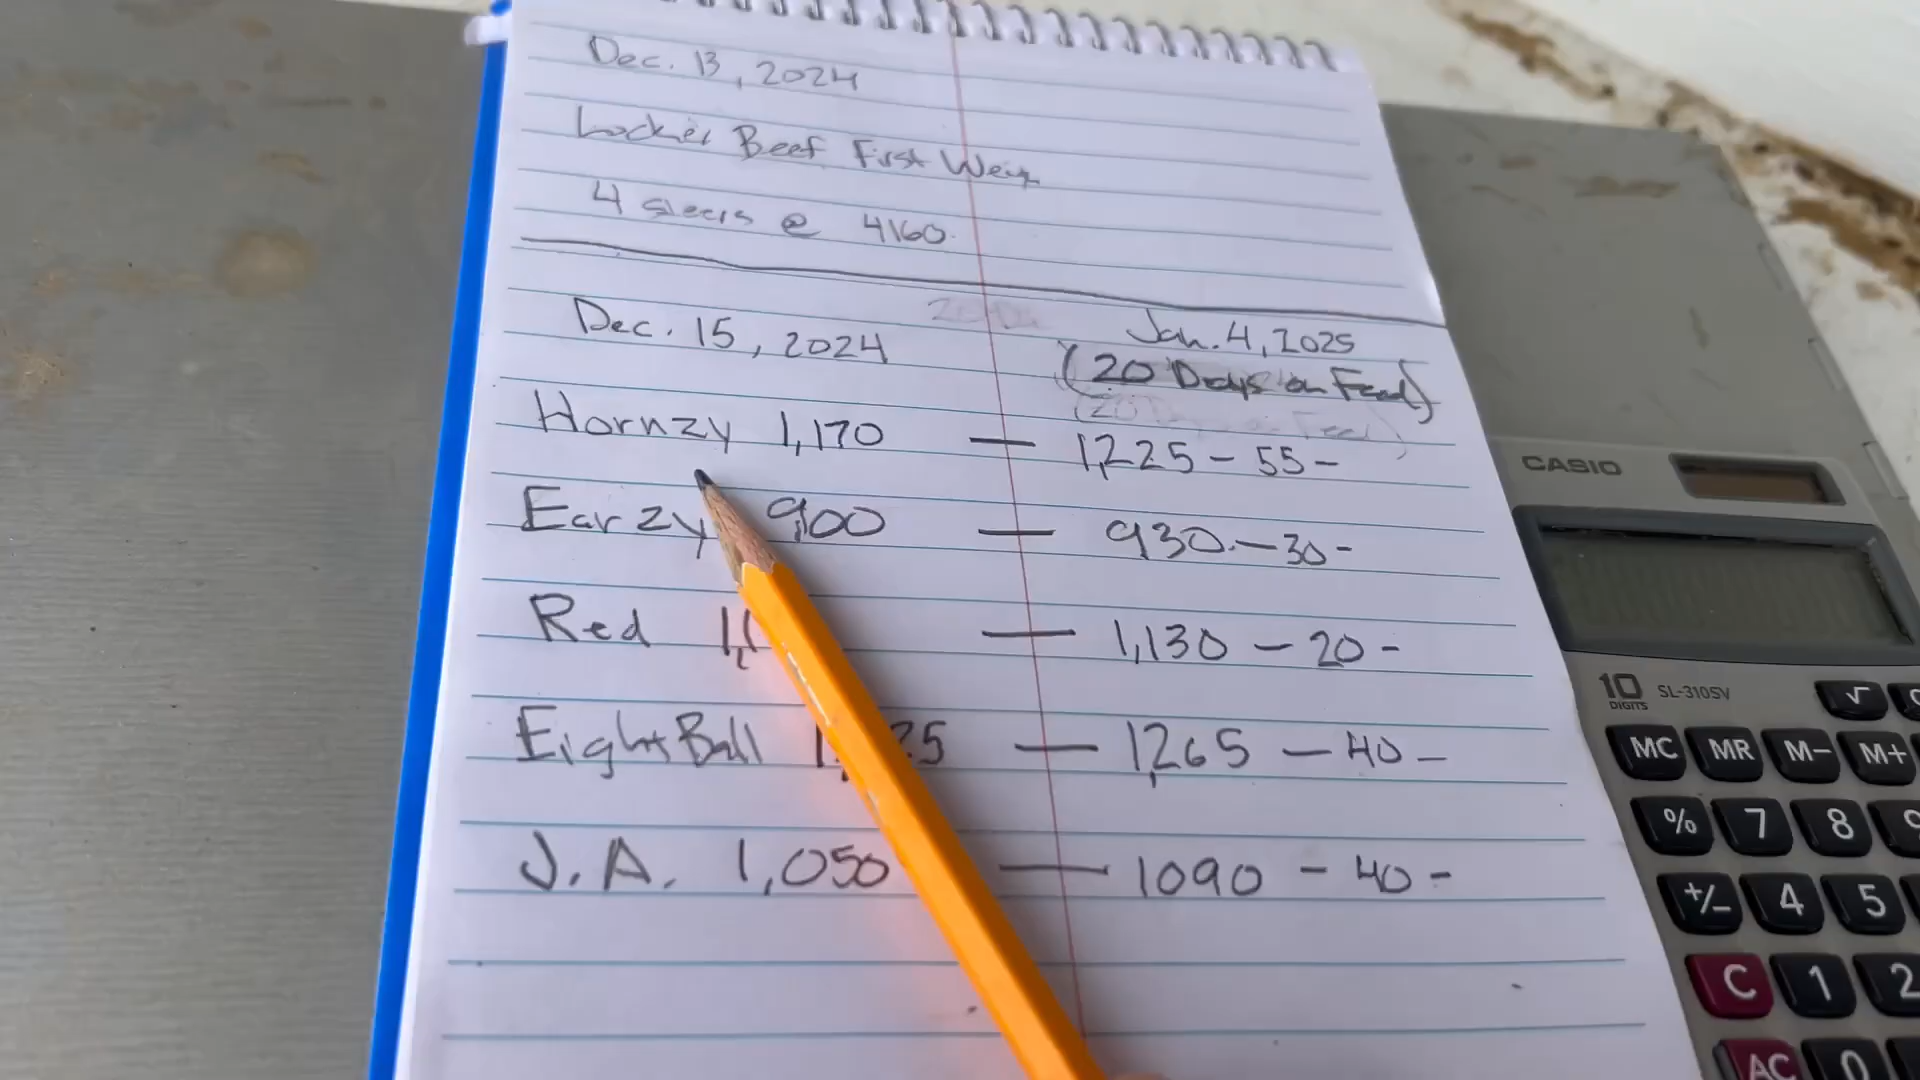 Dec. 13, 2024
Locker Beef First Weigh
4 steers @ 4160.
Dec. 15, 2024
Jan. 4, 2025
(20 Days on Feed)
Hornzy 1,170 — 1,225 - 55 -
Earzy 900 — 930. - 30 -
Red — 1,130 - 20 -
EightBall — 1,265 - 40 -
J.A. 1,050 — 1090 - 40 -
CASIO
10 DIGITS SL-310SV
√
MC MR M- M+
% 7 8
+/- 4 5
C 1 2
AC 0